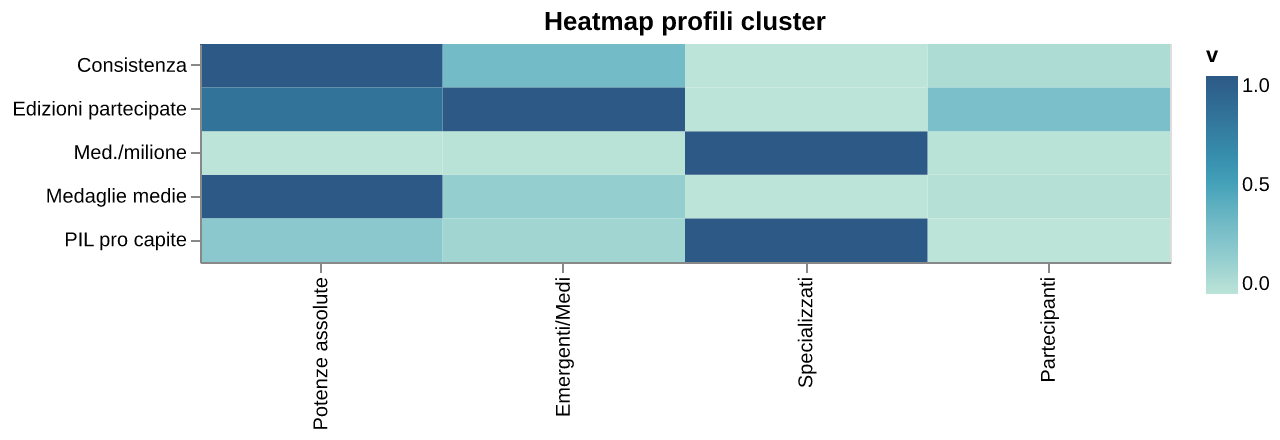 Heatmap profili cluster
Consistenza
Edizioni partecipate
Med./milione
Medaglie medie
PIL pro capite
Potenze assolute
Emergenti/Medi
Specializzati
Partecipanti
v
1.0
0.5
0.0